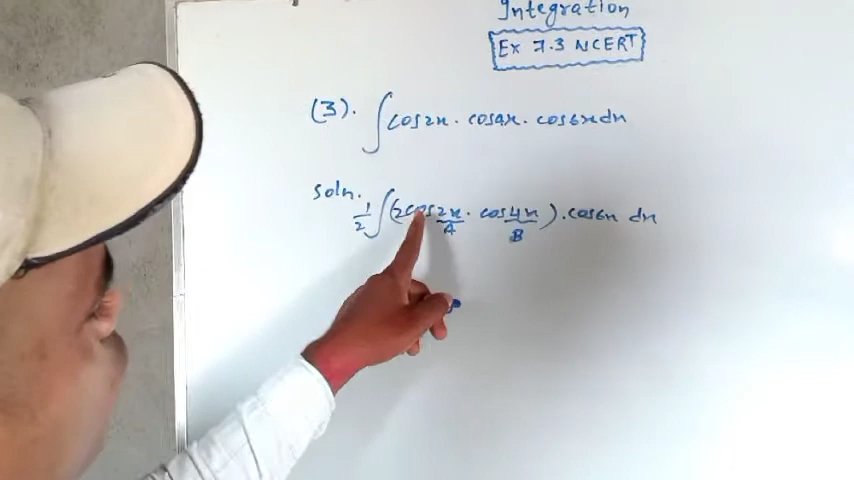 Integration
Ex 7.3 NCERT
(3). ∫cos2x . cos4x . cos6x dx
Soln.
1/2 ∫(2cos2x . cos4x) . cos6x dx
A B